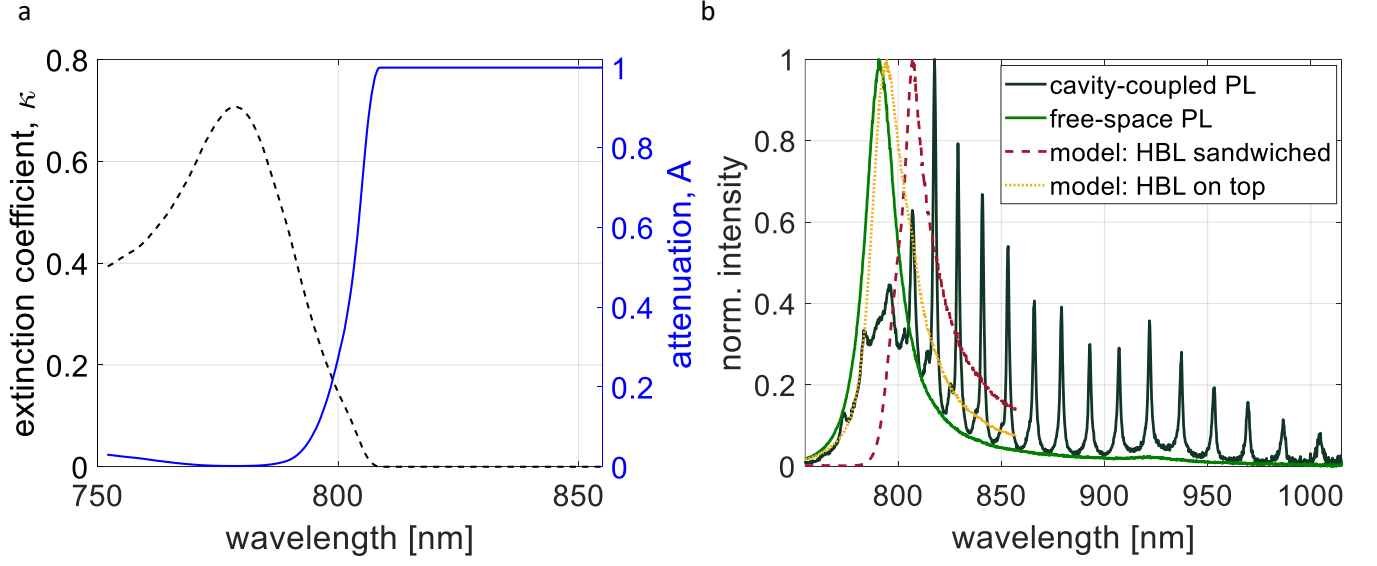 a
extinction coefficient, κ
0.8
0.6
0.4
0.2
0
750
800
850
wavelength [nm]
1
0.8
0.6
0.4
0.2
0
attenuation, A
b
norm. intensity
1
0.8
0.6
0.4
0.2
0
800
850
900
950
1000
wavelength [nm]
cavity-coupled PL
free-space PL
model: HBL sandwiched
model: HBL on top